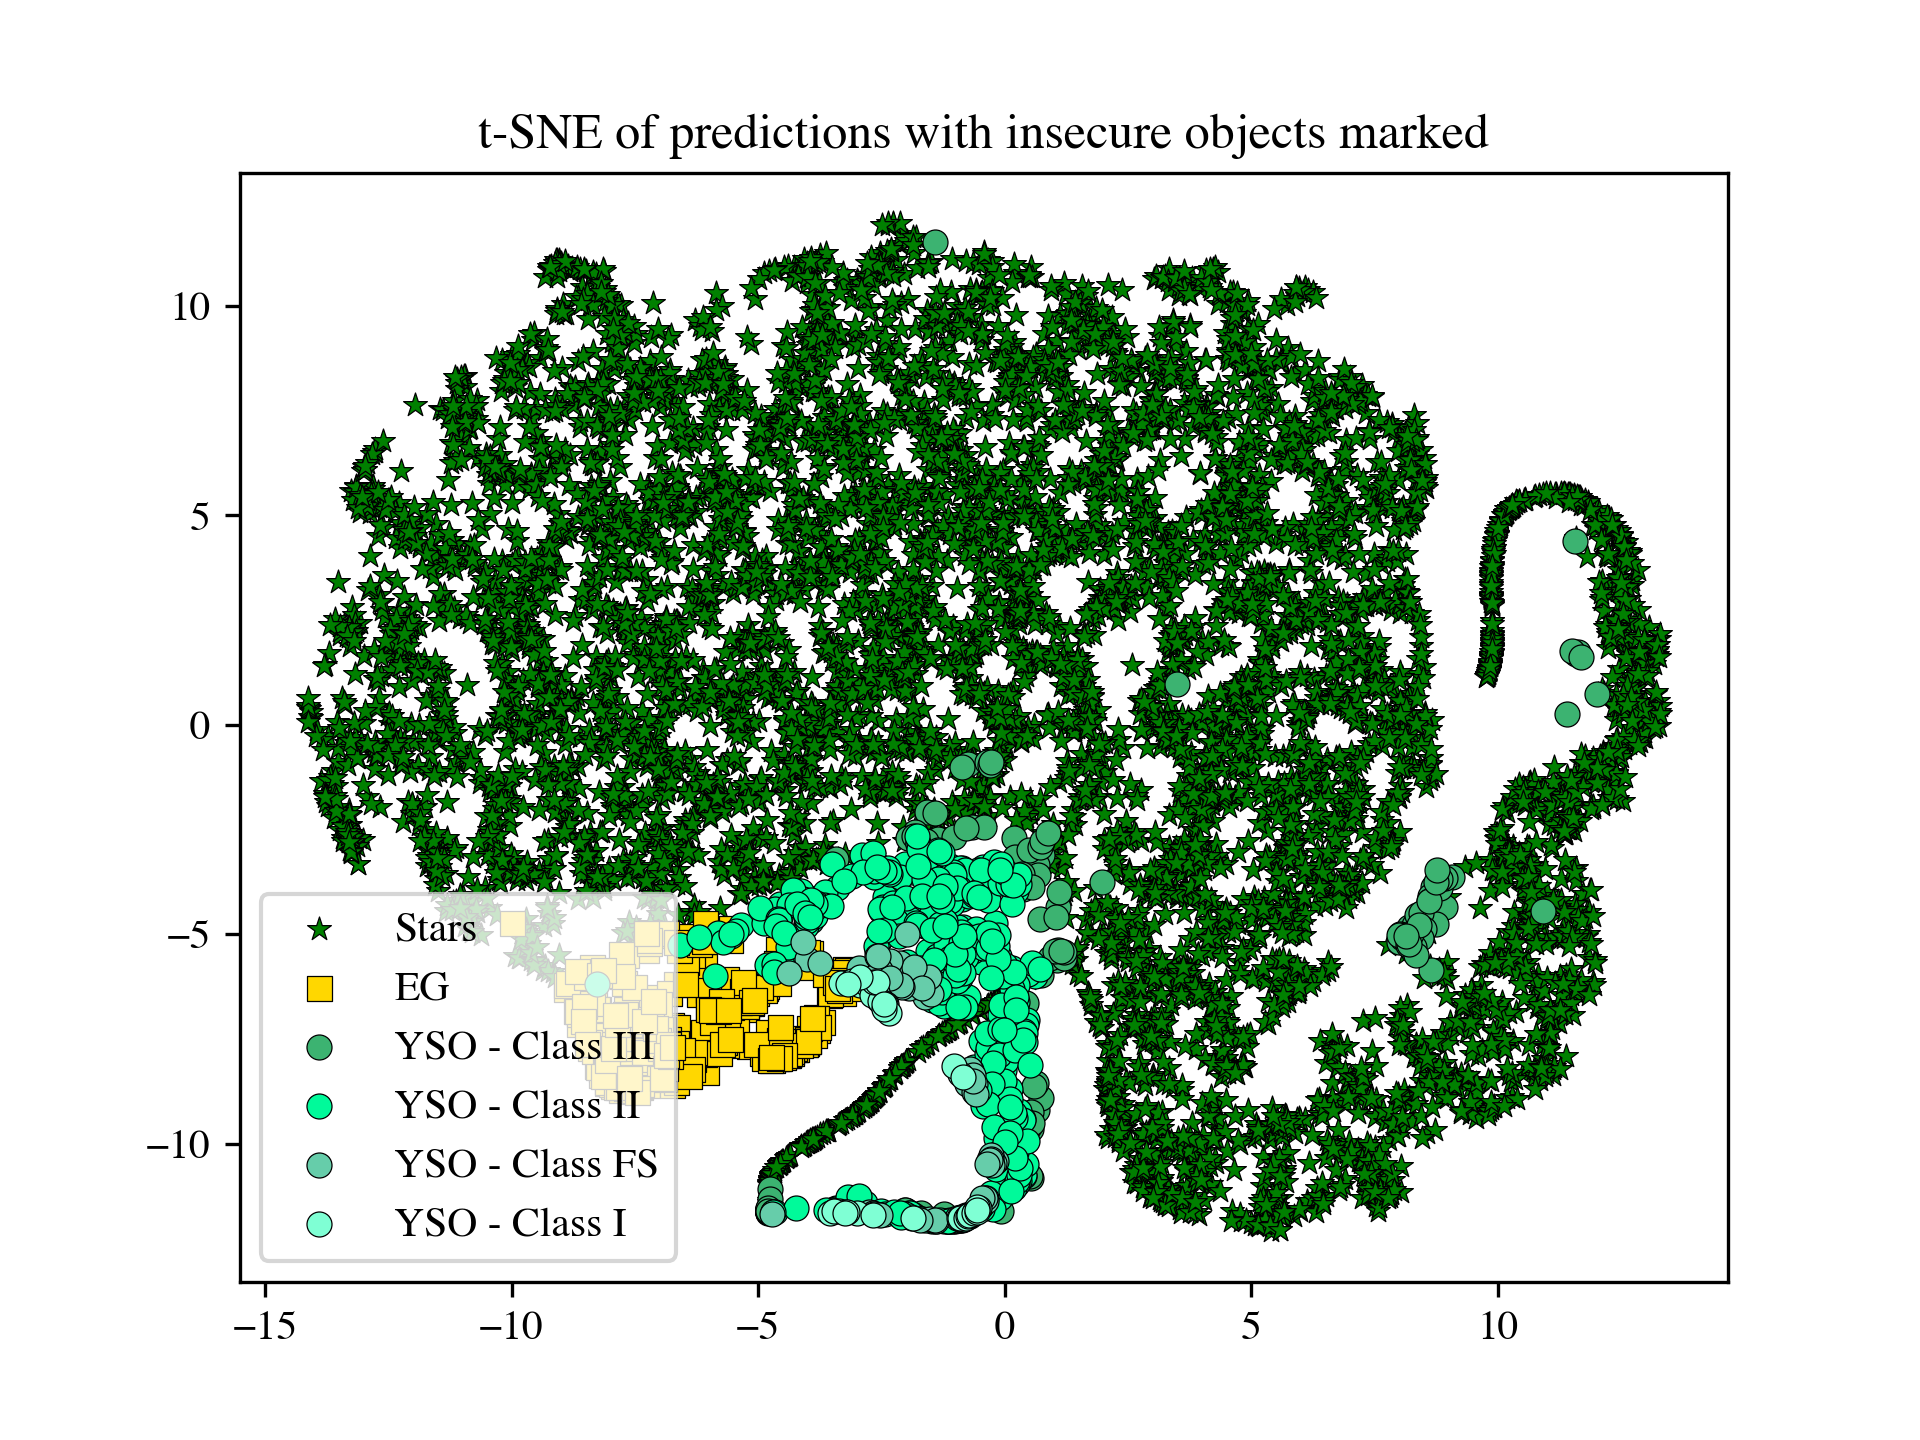 t-SNE of predictions with insecure objects marked
10
5
0
−5
−10
Stars
EG
YSO - Class III
YSO - Class II
YSO - Class FS
YSO - Class I
−15
−10
−5
0
5
10